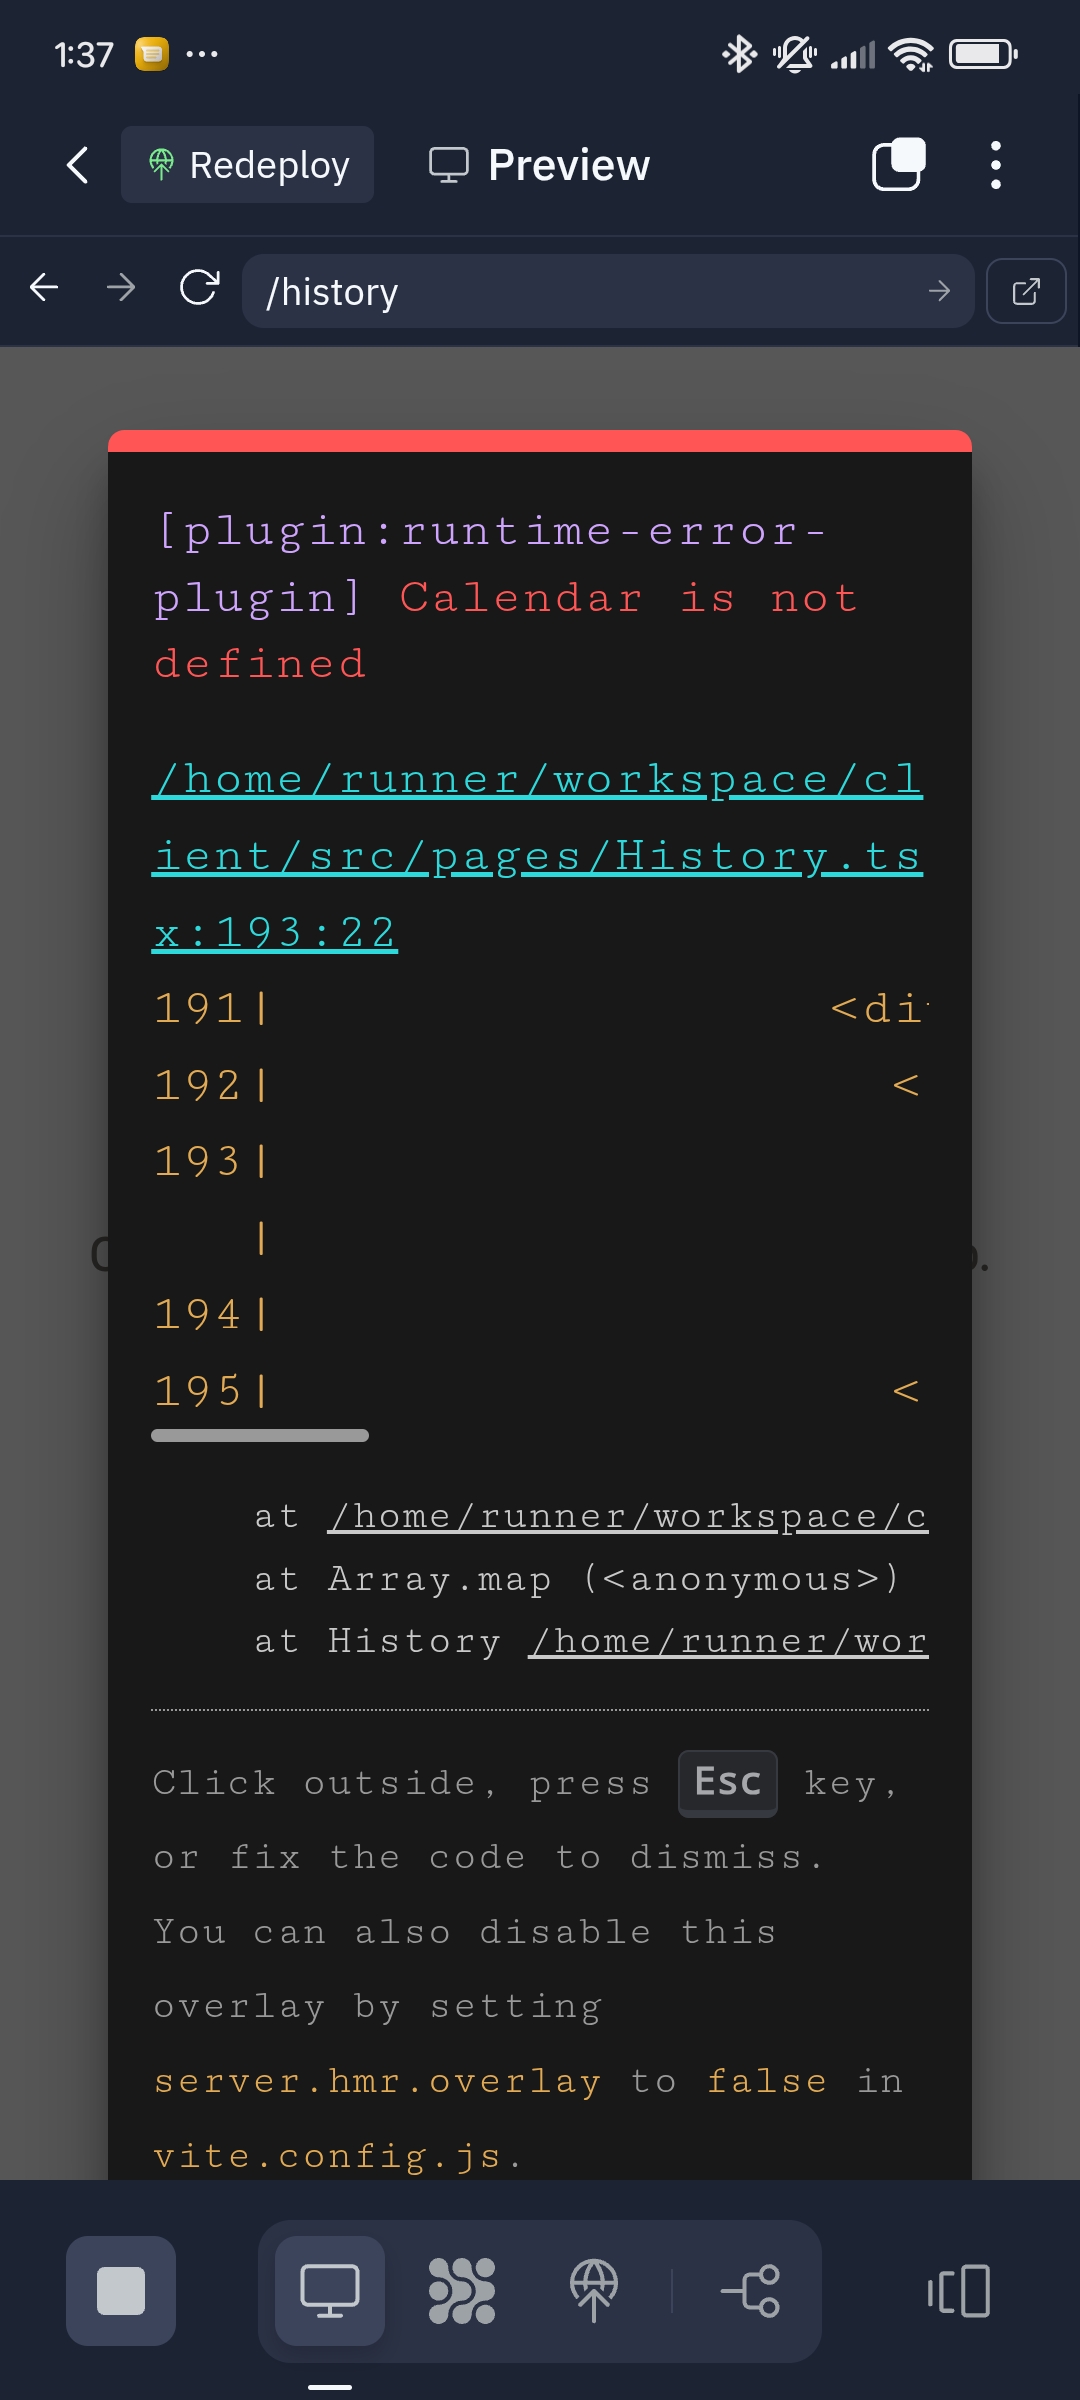 1:37
Redeploy
Preview
/history
[plugin:runtime-error-
plugin] Calendar is not
defined
/home/runner/workspace/cl
ient/src/pages/History.ts
x:193:22
191|                  <di
192|                    <
193|
   |
194|
195|                    <
at /home/runner/workspace/c
at Array.map (<anonymous>)
at History /home/runner/wor
Click outside, press Esc key,
or fix the code to dismiss.
You can also disable this
overlay by setting
server.hmr.overlay to false in
vite.config.js.